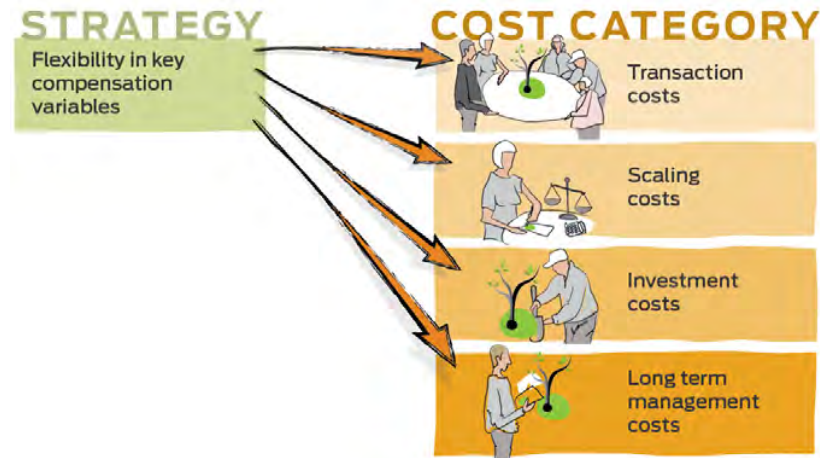 STRATEGY
COST CATEGORY
Flexibility in key
compensation
variables
Transaction
costs
Scaling
costs
Investment
costs
Long term
management
costs